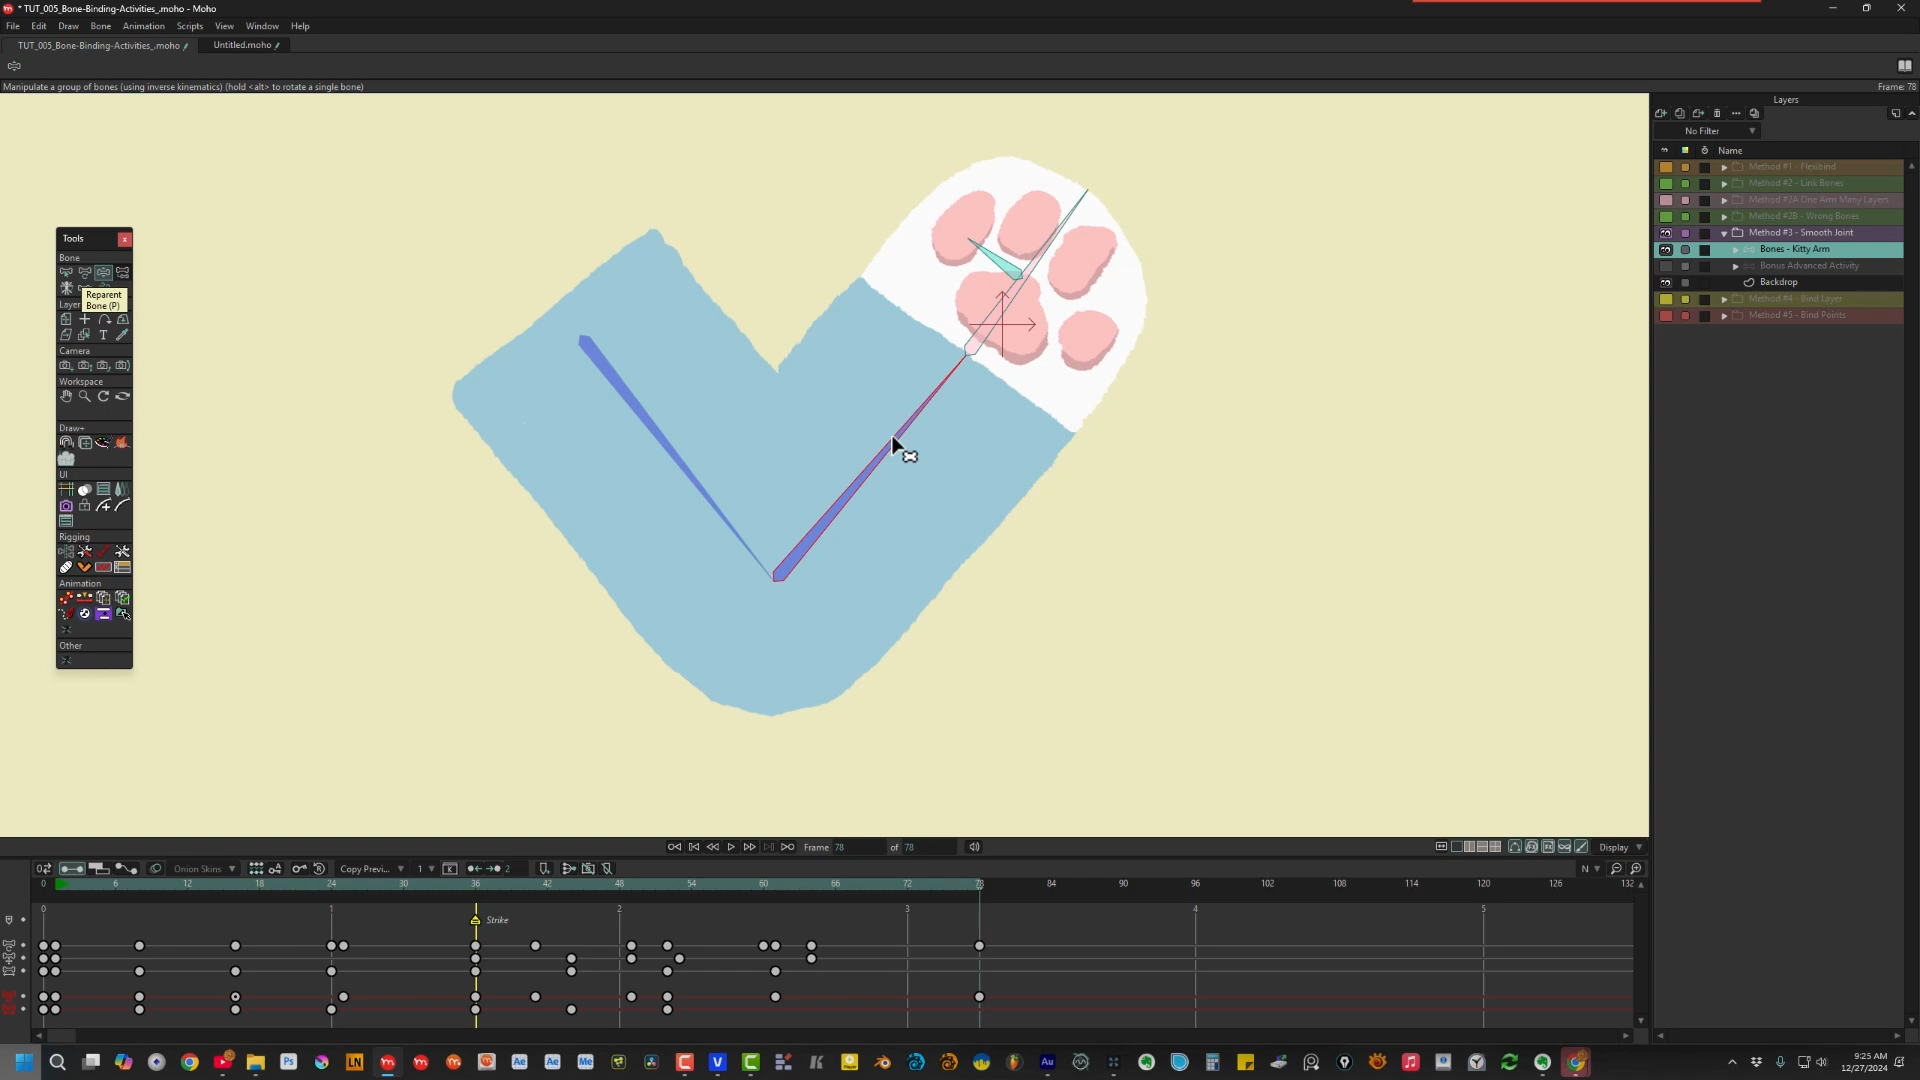 * TUT_005_Bone-Binding-Activities_.moho - Moho
File Edit Draw Bone Animation Scripts View Window Help
TUT_005_Bone-Binding-Activities_.moho
Untitled.moho
Manipulate a group of bones (using inverse kinematics) (hold <alt> to rotate a single bone)
Frame: 78
Layers
No Filter
Name
Method #1 - Flexibind
Method #2 - Link Bones
Method #2A One Arm Many Layers
Method #2B - Wrong Bones
Method #3 - Smooth Joint
Bones - Kitty Arm
Bonus Advanced Activity
Backdrop
Method #4 - Bind Layer
Method #5 - Bind Points
Tools
Bone
Reparent
Bone (P)
Layer
Camera
Workspace
Draw+
UI
Rigging
Animation
Other
Frame 78 of 78
Display
Onion Skins
Copy Previ...
1
2
N
0 6 12 18 24 30 36 42 48 54 60 66 72 78 84 90 96 102 108 114 120 126 132
0 1 2 3 4 5
Strike
9:25 AM
12/27/2024